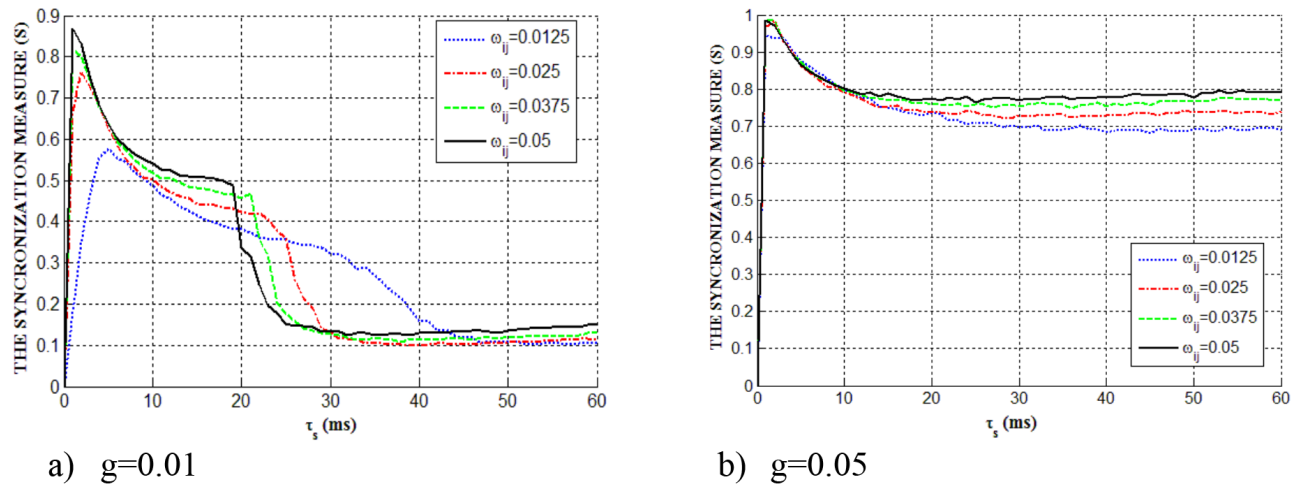 THE SYNCRONIZATION MEASURE (S)
0.9
0.8
0.7
0.6
0.5
0.4
0.3
0.2
0.1
0
0 10 20 30 40 50 60
τs (ms)
ωij=0.0125
ωij=0.025
ωij=0.0375
ωij=0.05
a) g=0.01
THE SYNCRONIZATION MEASURE (S)
1
0.9
0.8
0.7
0.6
0.5
0.4
0.3
0.2
0.1
0
0 10 20 30 40 50 60
τs (ms)
ωij=0.0125
ωij=0.025
ωij=0.0375
ωij=0.05
b) g=0.05